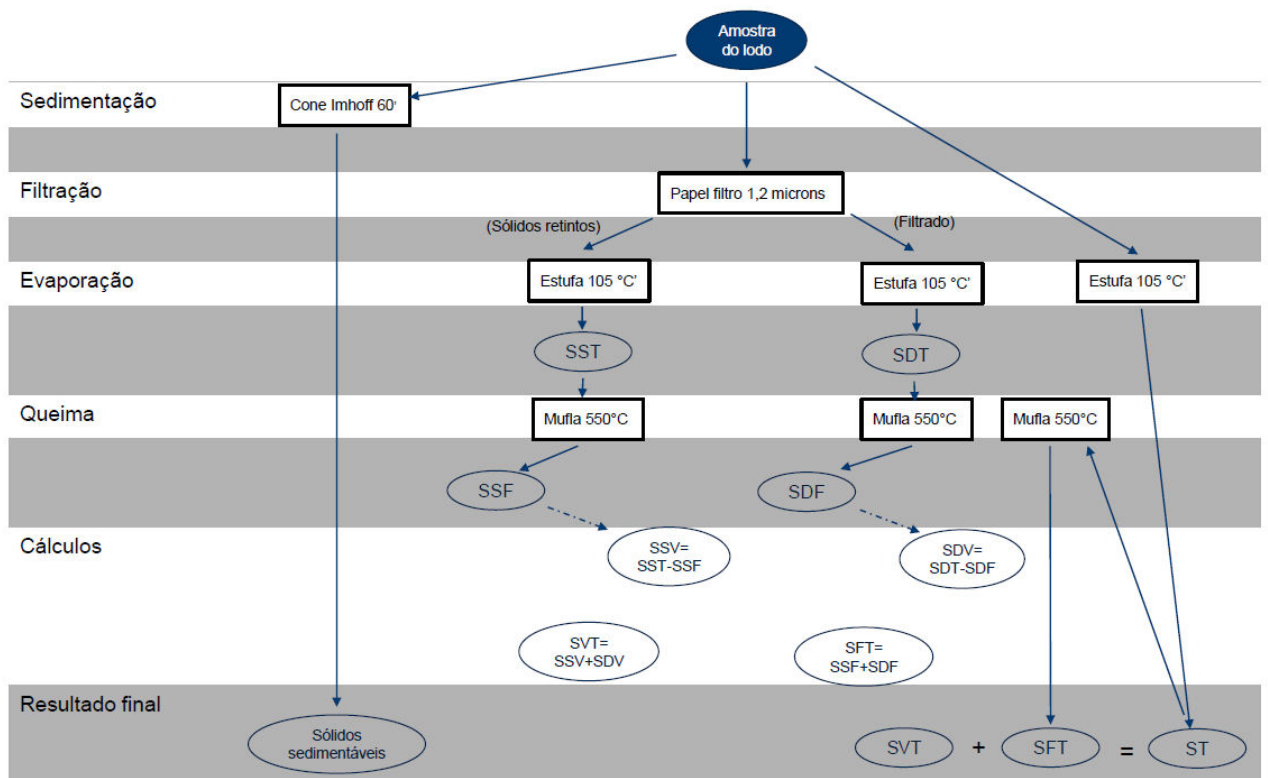 Amostra
do lodo
Sedimentação
Cone Imhoff 60'
Filtração
Papel filtro 1,2 microns
(Sólidos retintos)
(Filtrado)
Evaporação
Estufa 105 °C'
Estufa 105 °C'
Estufa 105 °C'
SST
SDT
Queima
Mufla 550°C
Mufla 550°C
Mufla 550°C
SSF
SDF
Cálculos
SSV=
SST-SSF
SDV=
SDT-SDF
SVT=
SSV+SDV
SFT=
SSF+SDF
Resultado final
Sólidos
sedimentáveis
SVT + SFT = ST